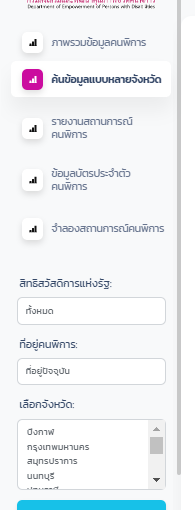 Department of Empowerment of Persons with Disabilities
ภาพรวมข้อมูลคนพิการ
ค้นข้อมูลแบบหลายจังหวัด
รายงานสถานการณ์
คนพิการ
ข้อมูลบัตรประจำตัว
คนพิการ
จำลองสถานการณ์คนพิการ
สิทธิสวัสดิการแห่งรัฐ:
ทั้งหมด
ที่อยู่คนพิการ:
ที่อยู่ปัจจุบัน
เลือกจังหวัด:
บึงกาฬ
กรุงเทพมหานคร
สมุทรปราการ
นนทบุรี